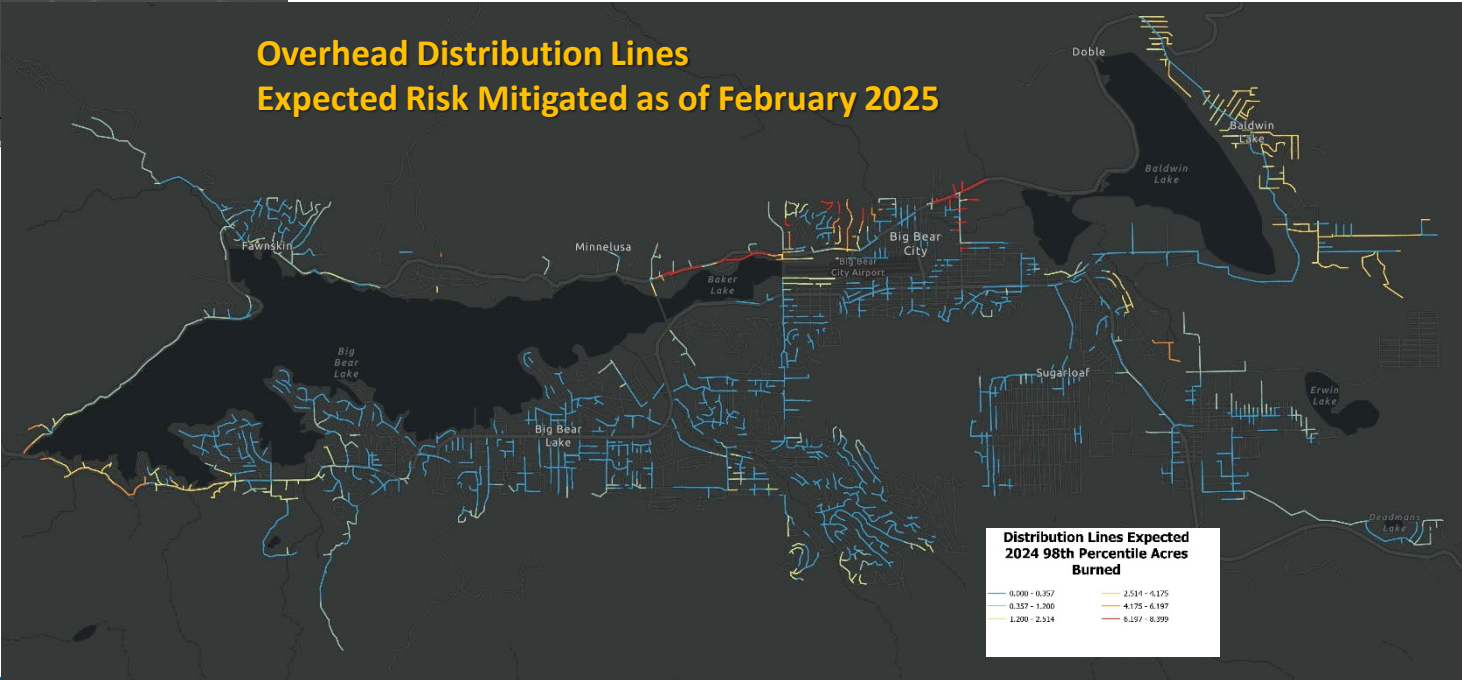 Overhead Distribution Lines
Expected Risk Mitigated as of February 2025
Doble
Baldwin
Lake
Baldwin
Lake
Fawnskin
Minnelusa
Big Bear
City
Big Bear
City Airport
Baker
Lake
Big
Bear
Lake
Sugarloaf
Erwin
Lake
Big Bear
Lake
Deadmans
Lake
Distribution Lines Expected
2024 98th Percentile Acres
Burned
0.000 - 0.357
0.357 - 1.200
1.200 - 2.514
2.514 - 4.175
4.175 - 6.197
6.197 - 8.399